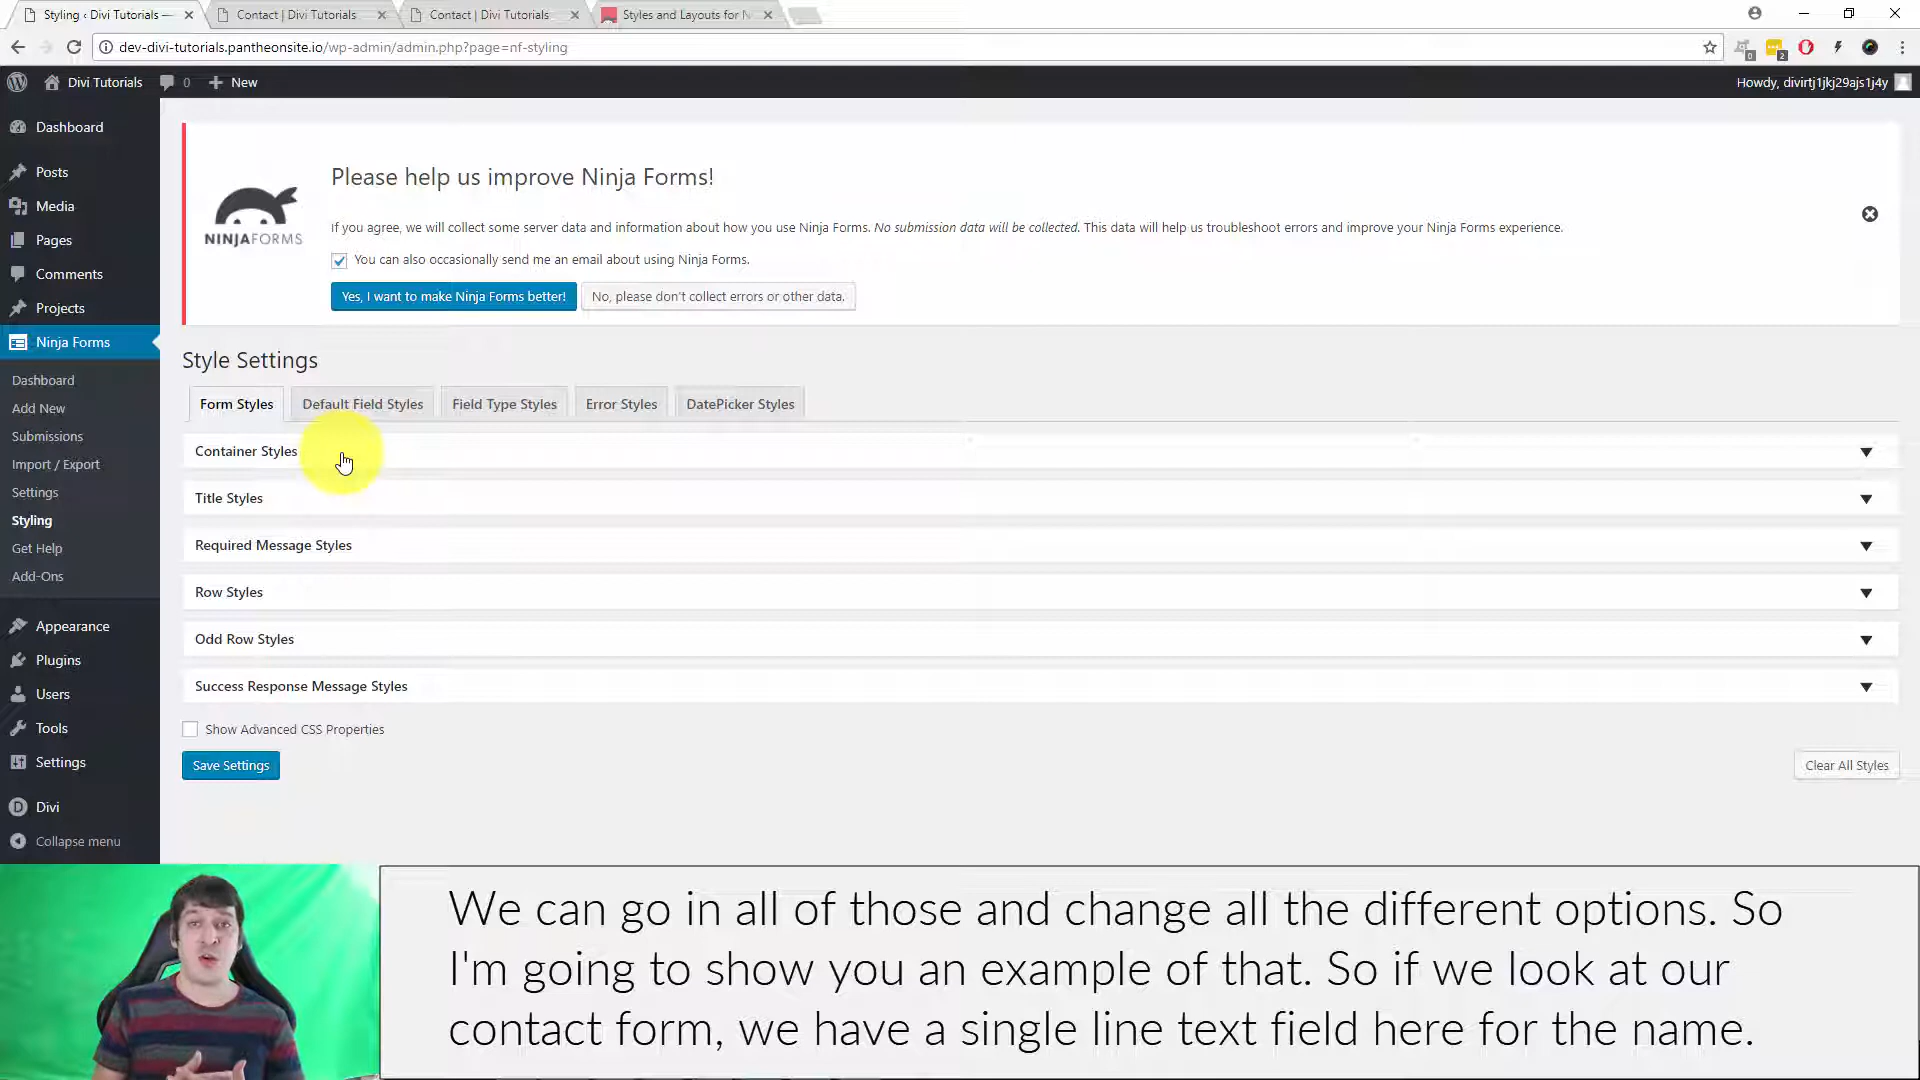 Styling ‹ Divi Tutorials —
Contact | Divi Tutorials
Contact | Divi Tutorials
Styles and Layouts for N
dev-divi-tutorials.pantheonsite.io/wp-admin/admin.php?page=nf-styling
0
2
Divi Tutorials
0
New
Howdy, divirtj1jkj29ajs1j4y
Dashboard
Posts
Media
Pages
Comments
Projects
Ninja Forms
Dashboard
Add New
Submissions
Import / Export
Settings
Styling
Get Help
Add-Ons
Appearance
Plugins
Users
Tools
Settings
Divi
Collapse menu
NINJAFORMS
Please help us improve Ninja Forms!
If you agree, we will collect some server data and information about how you use Ninja Forms. No submission data will be collected. This data will help us troubleshoot errors and improve your Ninja Forms experience.
You can also occasionally send me an email about using Ninja Forms.
Yes, I want to make Ninja Forms better!
No, please don't collect errors or other data.
Style Settings
Form Styles
Default Field Styles
Field Type Styles
Error Styles
DatePicker Styles
Container Styles
Title Styles
Required Message Styles
Row Styles
Odd Row Styles
Success Response Message Styles
Show Advanced CSS Properties
Save Settings
Clear All Styles
We can go in all of those and change all the different options. So
I'm going to show you an example of that. So if we look at our
contact form, we have a single line text field here for the name.